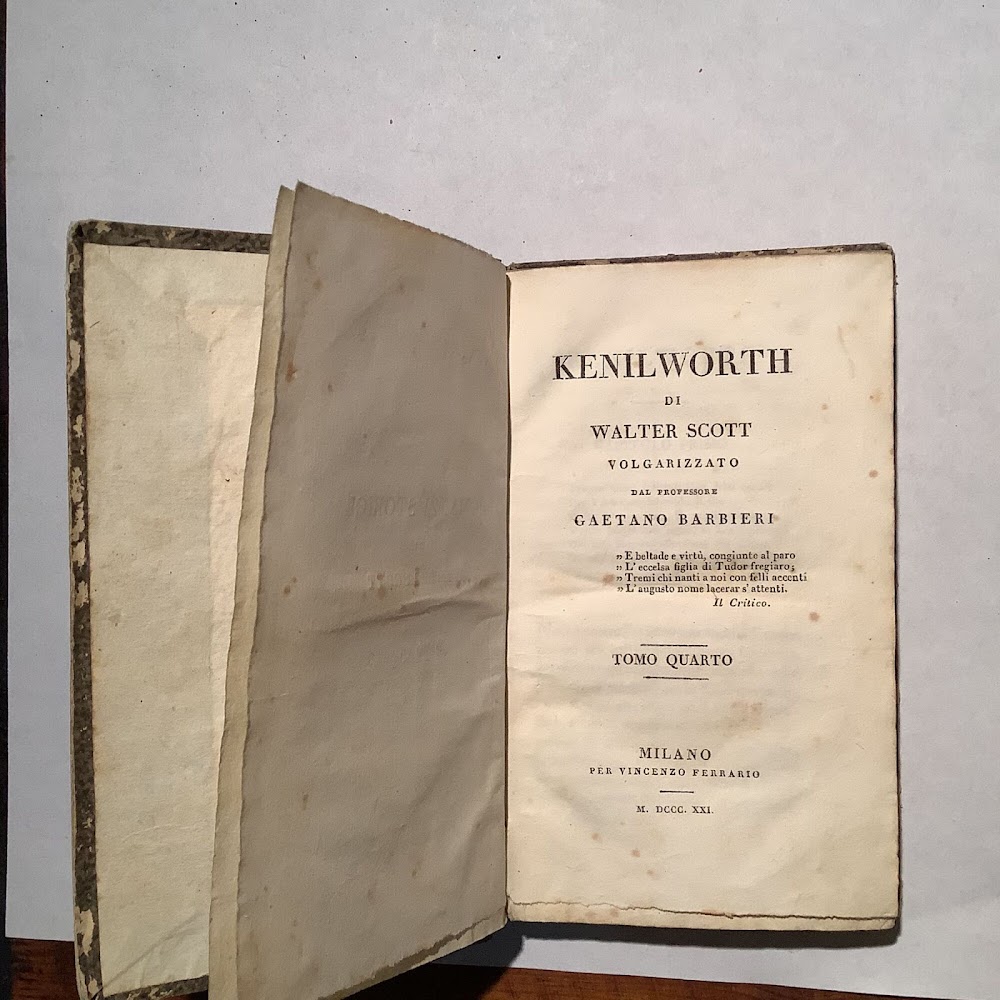 KENILWORTH
DI
WALTER SCOTT
VOLGARIZZATO
DAL PROFESSORE
GAETANO BARBIERI
„ E beltade e virtù, congiunte al paro
„ L' eccelsa figlia di Tudor fregiaro;
„ Tremi chi nanti a noi con felli accenti
„ L' augusto nome lacerar s' attenti.
Il Critico.
TOMO QUARTO
MILANO
PER VINCENZO FERRARIO
M. DCCC. XXI.